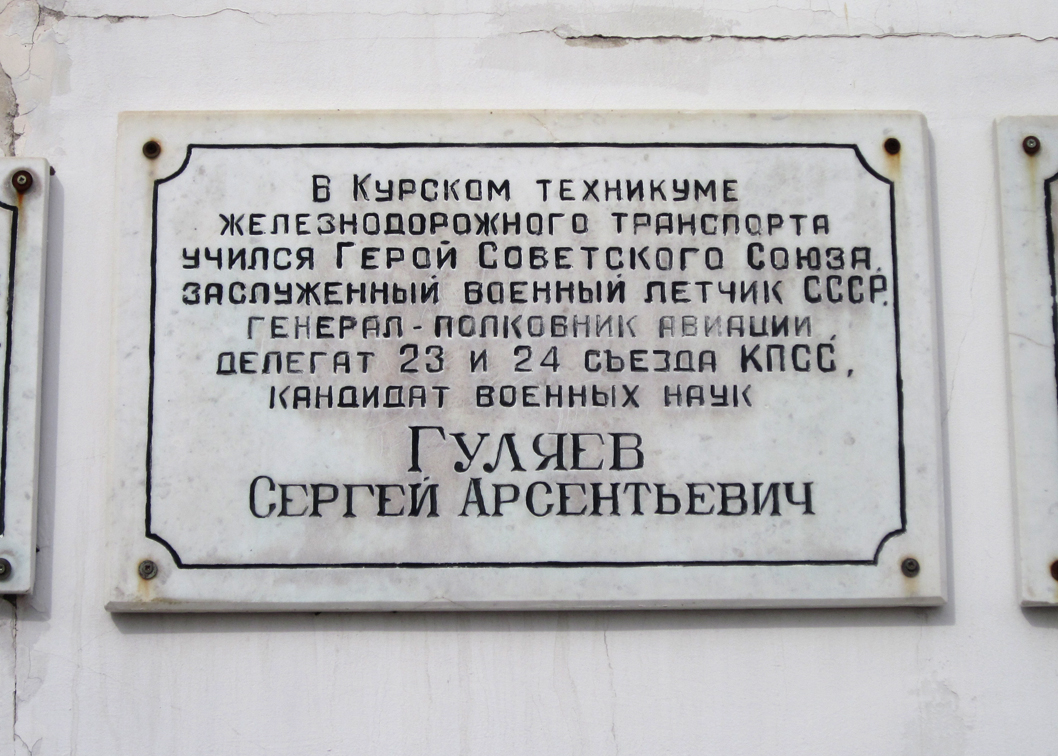 В Курском техникуме
железнодорожного транспорта
учился Герой Советского Союза,
заслуженный военный летчик СССР,
генерал-полковник авиации,
делегат 23 и 24 съезда КПСС,
кандидат военных наук
Гуляев
Сергей Арсентьевич